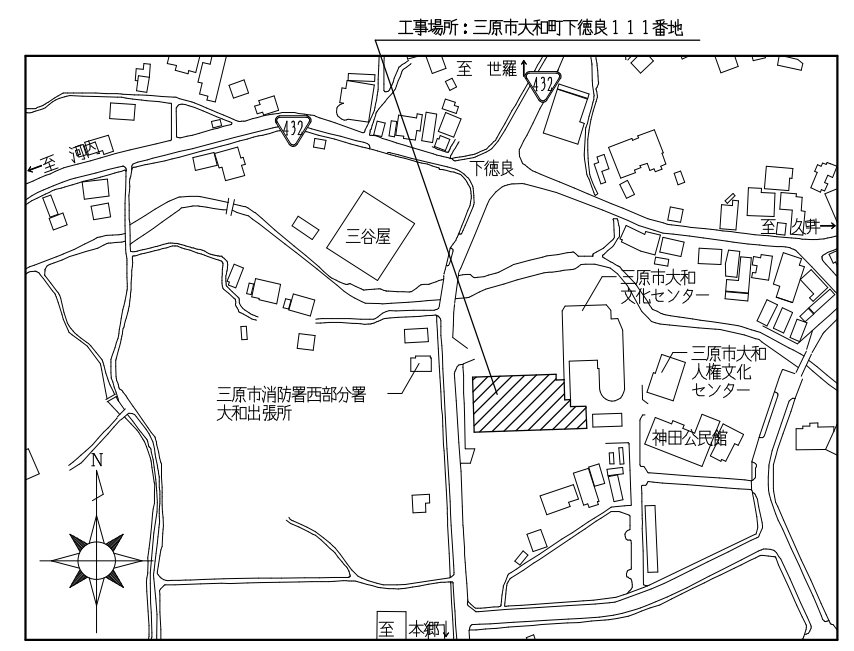 工事場所：三原市大和町下徳良１１１番地
至　世羅
432
432
至　河内
下徳良
三谷屋
至　久井
三原市大和
文化センター
三原市大和
人権文化
センター
三原市消防署西部分署
大和出張所
神田公民館
N
至　本郷